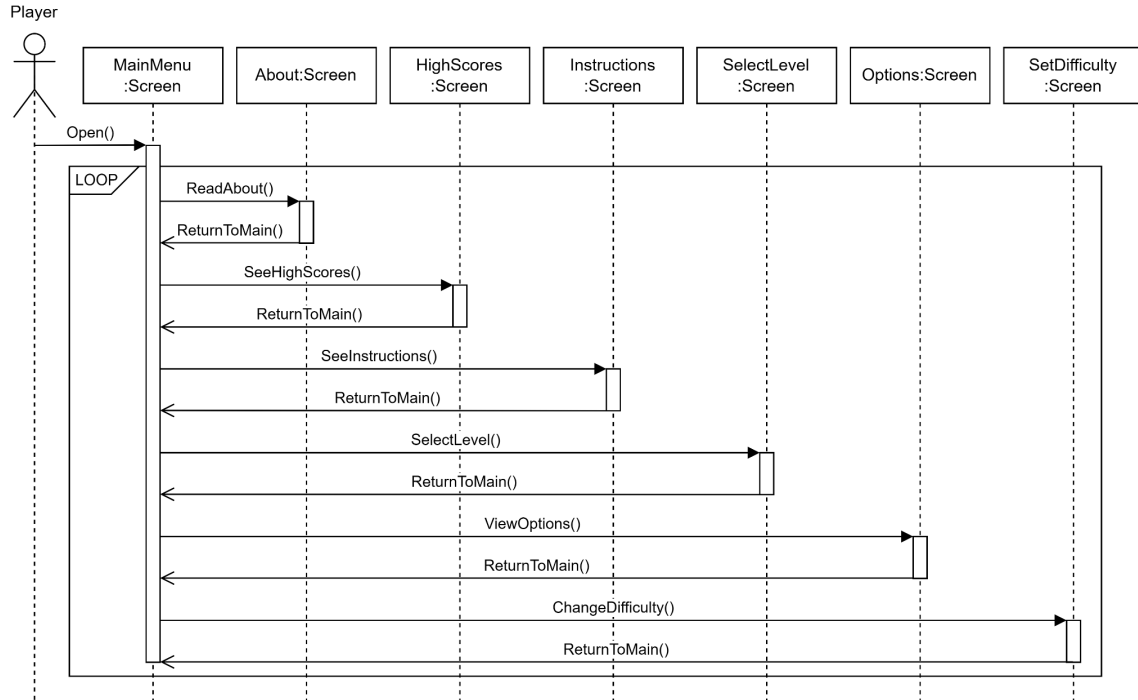 Player
MainMenu
:Screen
About:Screen
HighScores
:Screen
Instructions
:Screen
SelectLevel
:Screen
Options:Screen
SetDifficulty
:Screen
Open()
LOOP
ReadAbout()
ReturnToMain()
SeeHighScores()
ReturnToMain()
SeeInstructions()
ReturnToMain()
SelectLevel()
ReturnToMain()
ViewOptions()
ReturnToMain()
ChangeDifficulty()
ReturnToMain()